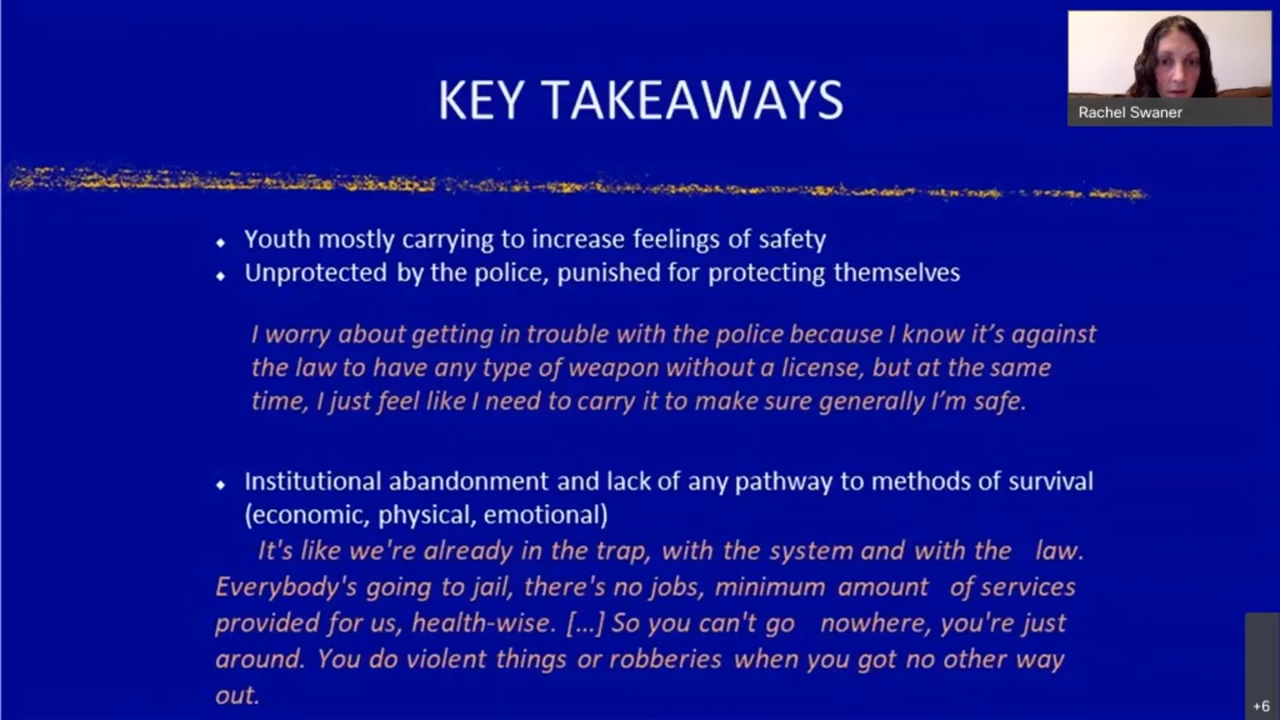 KEY TAKEAWAYS
Rachel Swaner
⬥ Youth mostly carrying to increase feelings of safety
⬥ Unprotected by the police, punished for protecting themselves
I worry about getting in trouble with the police because I know it’s against
the law to have any type of weapon without a license, but at the same
time, I just feel like I need to carry it to make sure generally I’m safe.
⬥ Institutional abandonment and lack of any pathway to methods of survival
(economic, physical, emotional)
It's like we're already in the trap, with the system and with the law.
Everybody's going to jail, there's no jobs, minimum amount of services
provided for us, health-wise. […] So you can't go nowhere, you're just
around. You do violent things or robberies when you got no other way
out.
+6